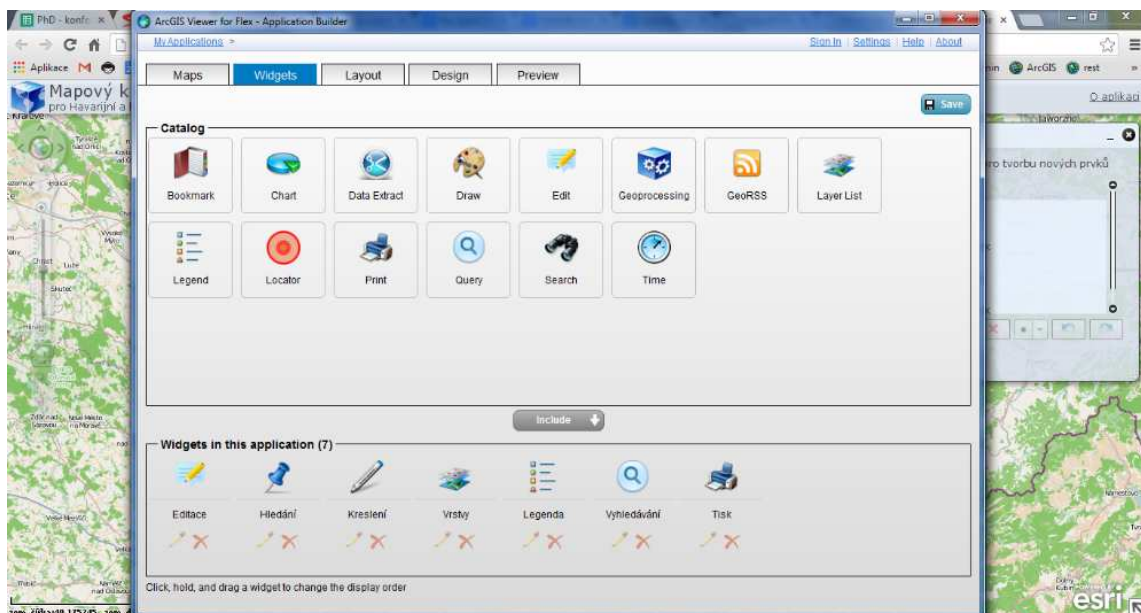 PhD - konfe
ArcGIS Viewer for Flex - Application Builder
My Applications >
Sign In | Settings | Help | About
Aplikace
ArcGIS
rest
Mapový k
pro Havarijní a
O aplikaci
Maps
Widgets
Layout
Design
Preview
Save
ro tvorbu nových prvků
Catalog
Bookmark
Chart
Data Extract
Draw
Edit
Geoprocessing
GeoRSS
Layer List
Legend
Locator
Print
Query
Search
Time
Include
Widgets in this application (7)
Editace
Hledání
Kreslení
Vrstvy
Legenda
Vyhledávání
Tisk
Click, hold, and drag a widget to change the display order
esri